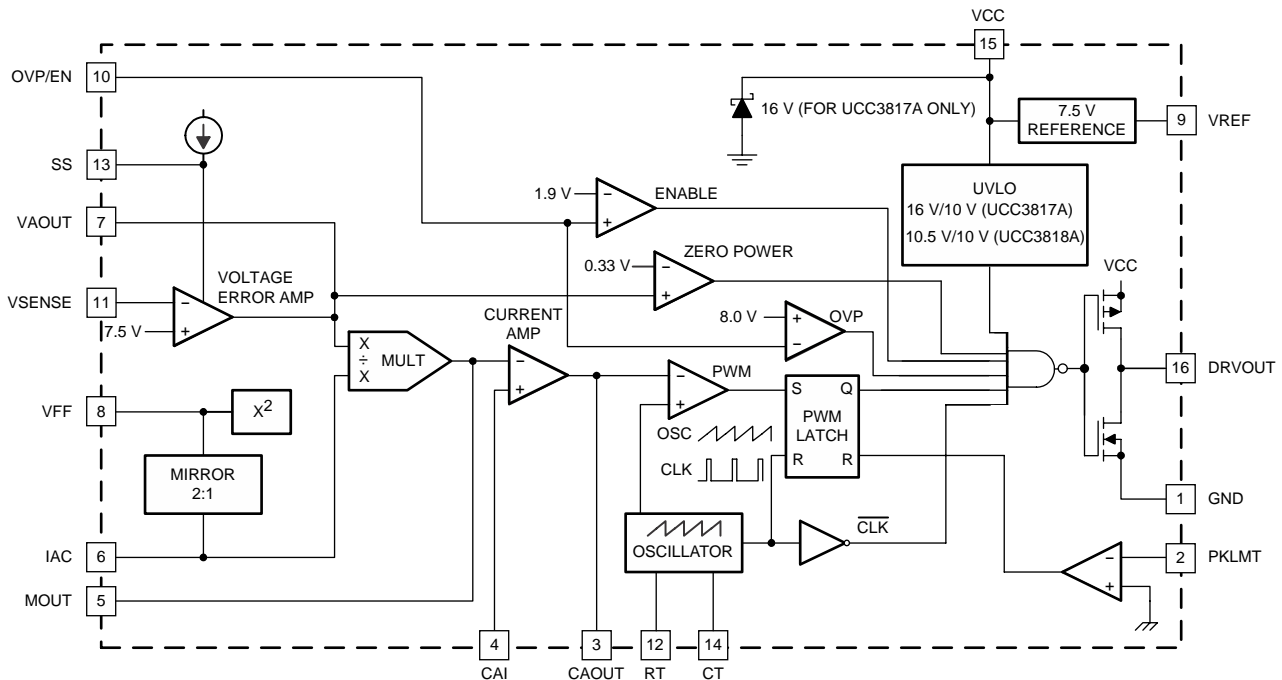 VCC
15
OVP/EN
10
16 V (FOR UCC3817A ONLY)
7.5 V
REFERENCE
9
VREF
SS
13
1.9 V
−
+
ENABLE
UVLO
16 V/10 V (UCC3817A)
10.5 V/10 V (UCC3818A)
VAOUT
7
ZERO POWER
0.33 V
−
+
VCC
VOLTAGE
ERROR AMP
VSENSE
11
−
7.5 V
+
CURRENT
AMP
8.0 V
+
−
OVP
X
÷
X
MULT
−
+
−
+
PWM
16
DRVOUT
VFF
8
X2
S
Q
PWM
LATCH
R
R
OSC
CLK
MIRROR
2:1
1
GND
OSCILLATOR
CLK
IAC
6
−
+
2
PKLMT
MOUT
5
4
3
12
14
CAI
CAOUT
RT
CT